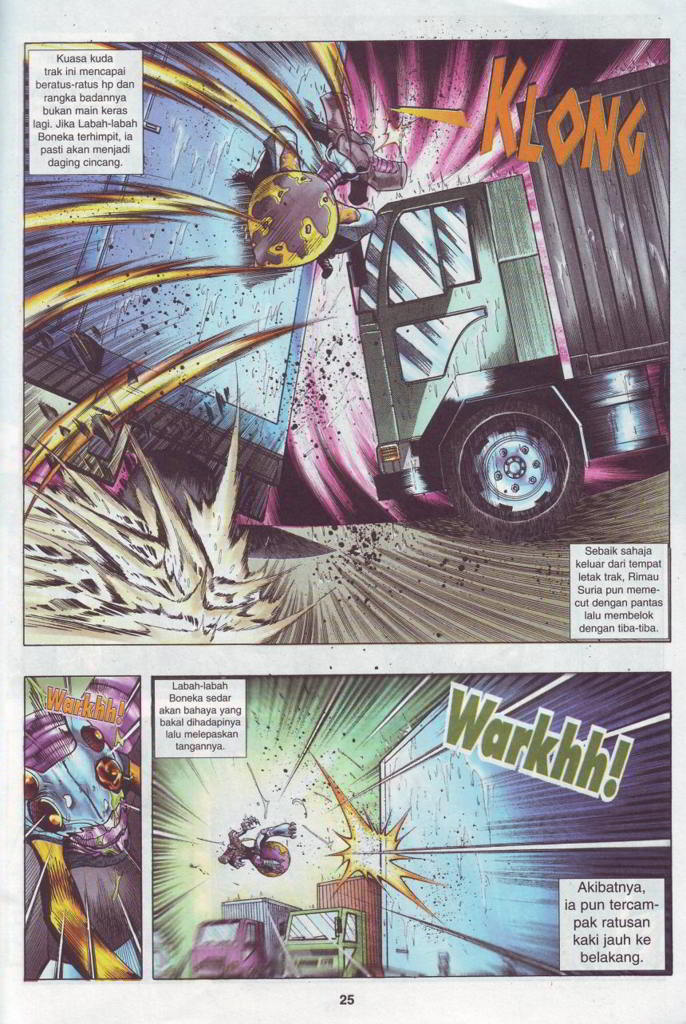 Kuasa kuda
trak ini mencapai
beratus-ratus hp dan
rangka badannya
bukan main keras
lagi. Jika Labah-labah
Boneka terhimpit, ia
pasti akan menjadi
daging cincang.
KLONG
Sebaik sahaja
keluar dari tempat
letak trak, Rimau
Suria pun meme-
cut dengan pantas
lalu membelok
dengan tiba-tiba.
Warkhh!
Labah-labah
Boneka sedar
akan bahaya yang
bakal dihadapinya
lalu melepaskan
tangannya.
Warkhh!
Akibatnya,
ia pun tercam-
pak ratusan
kaki jauh ke
belakang.
25